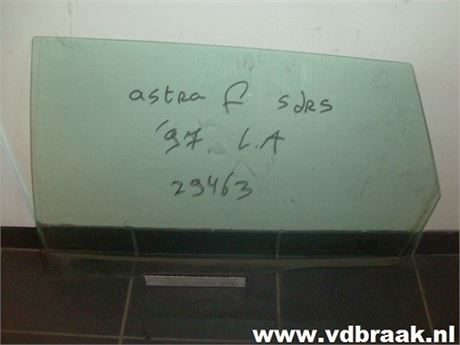 astra f 5drs
'97 L.A
29463
www.vdbraak.nl